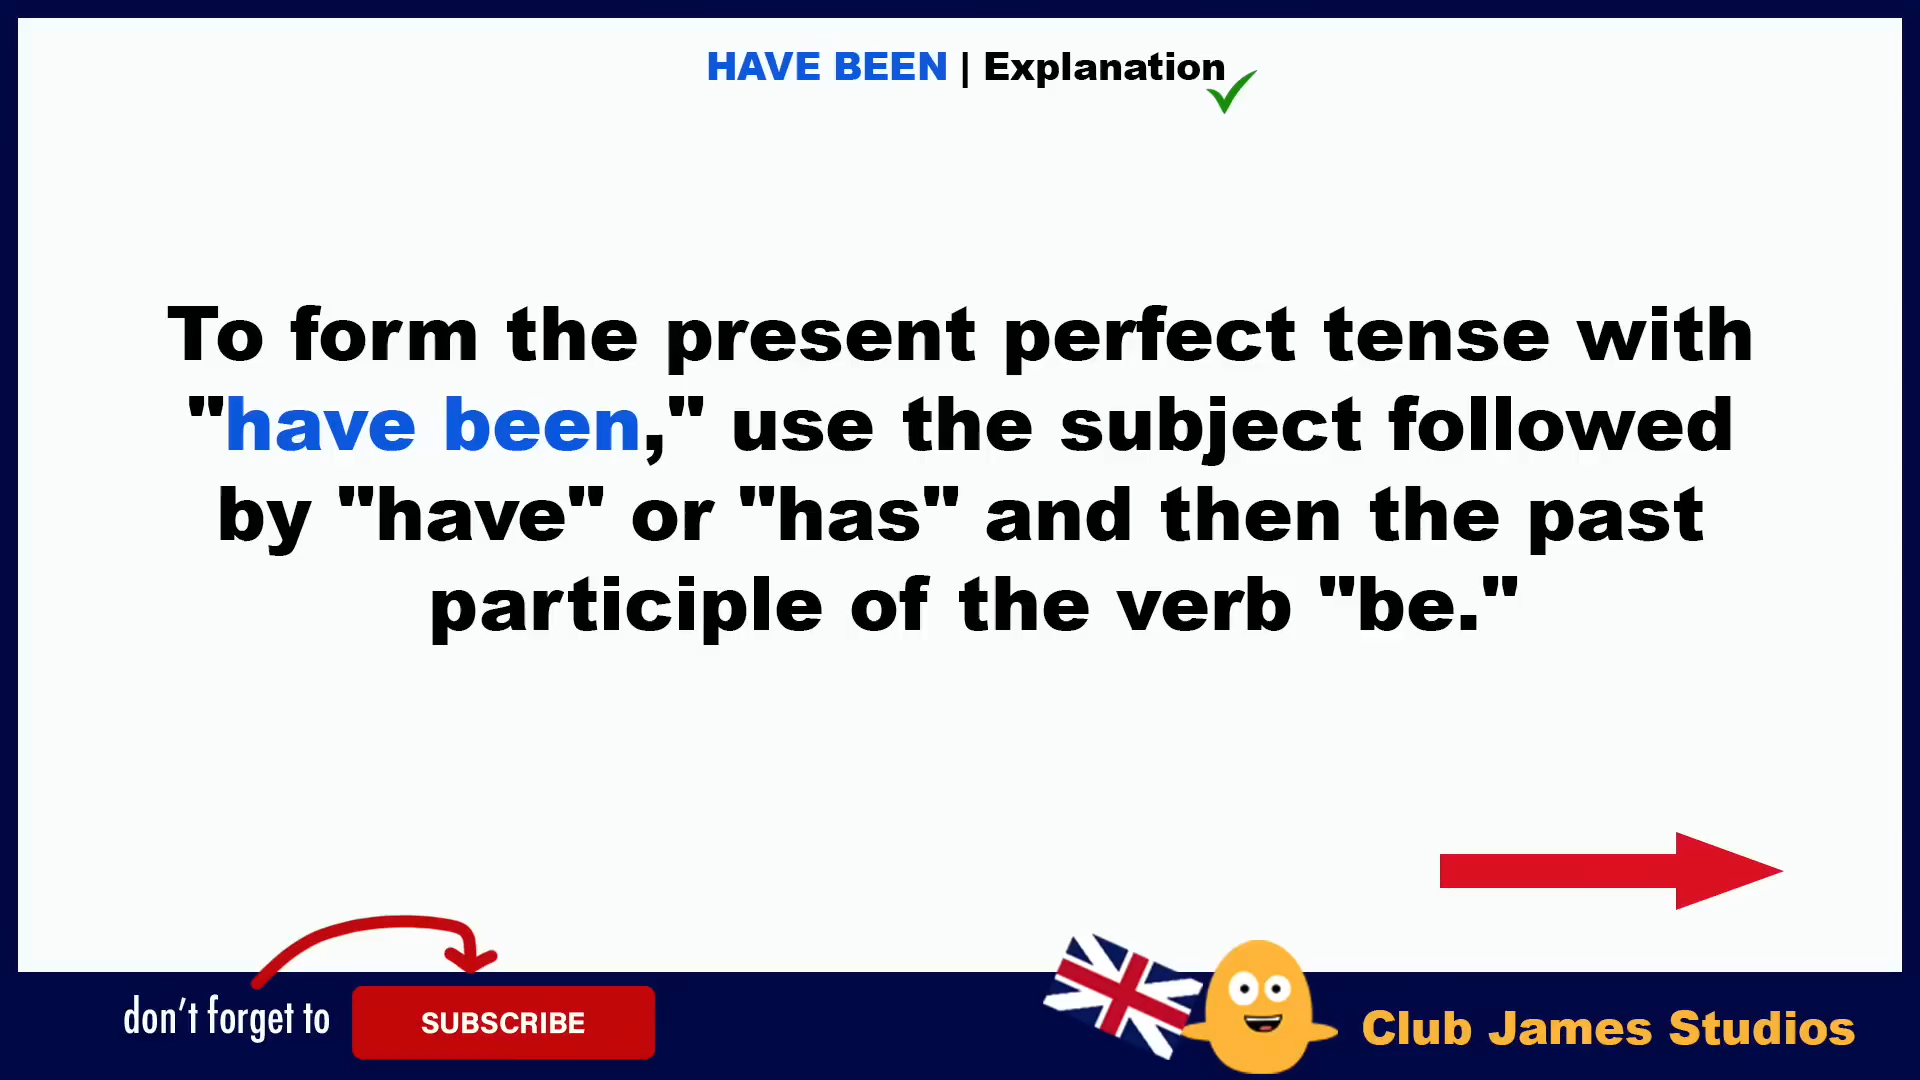 HAVE BEEN | Explanation
To form the present perfect tense with
"have been," use the subject followed
by "have" or "has" and then the past
participle of the verb "be."
don't forget to
SUBSCRIBE
Club James Studios